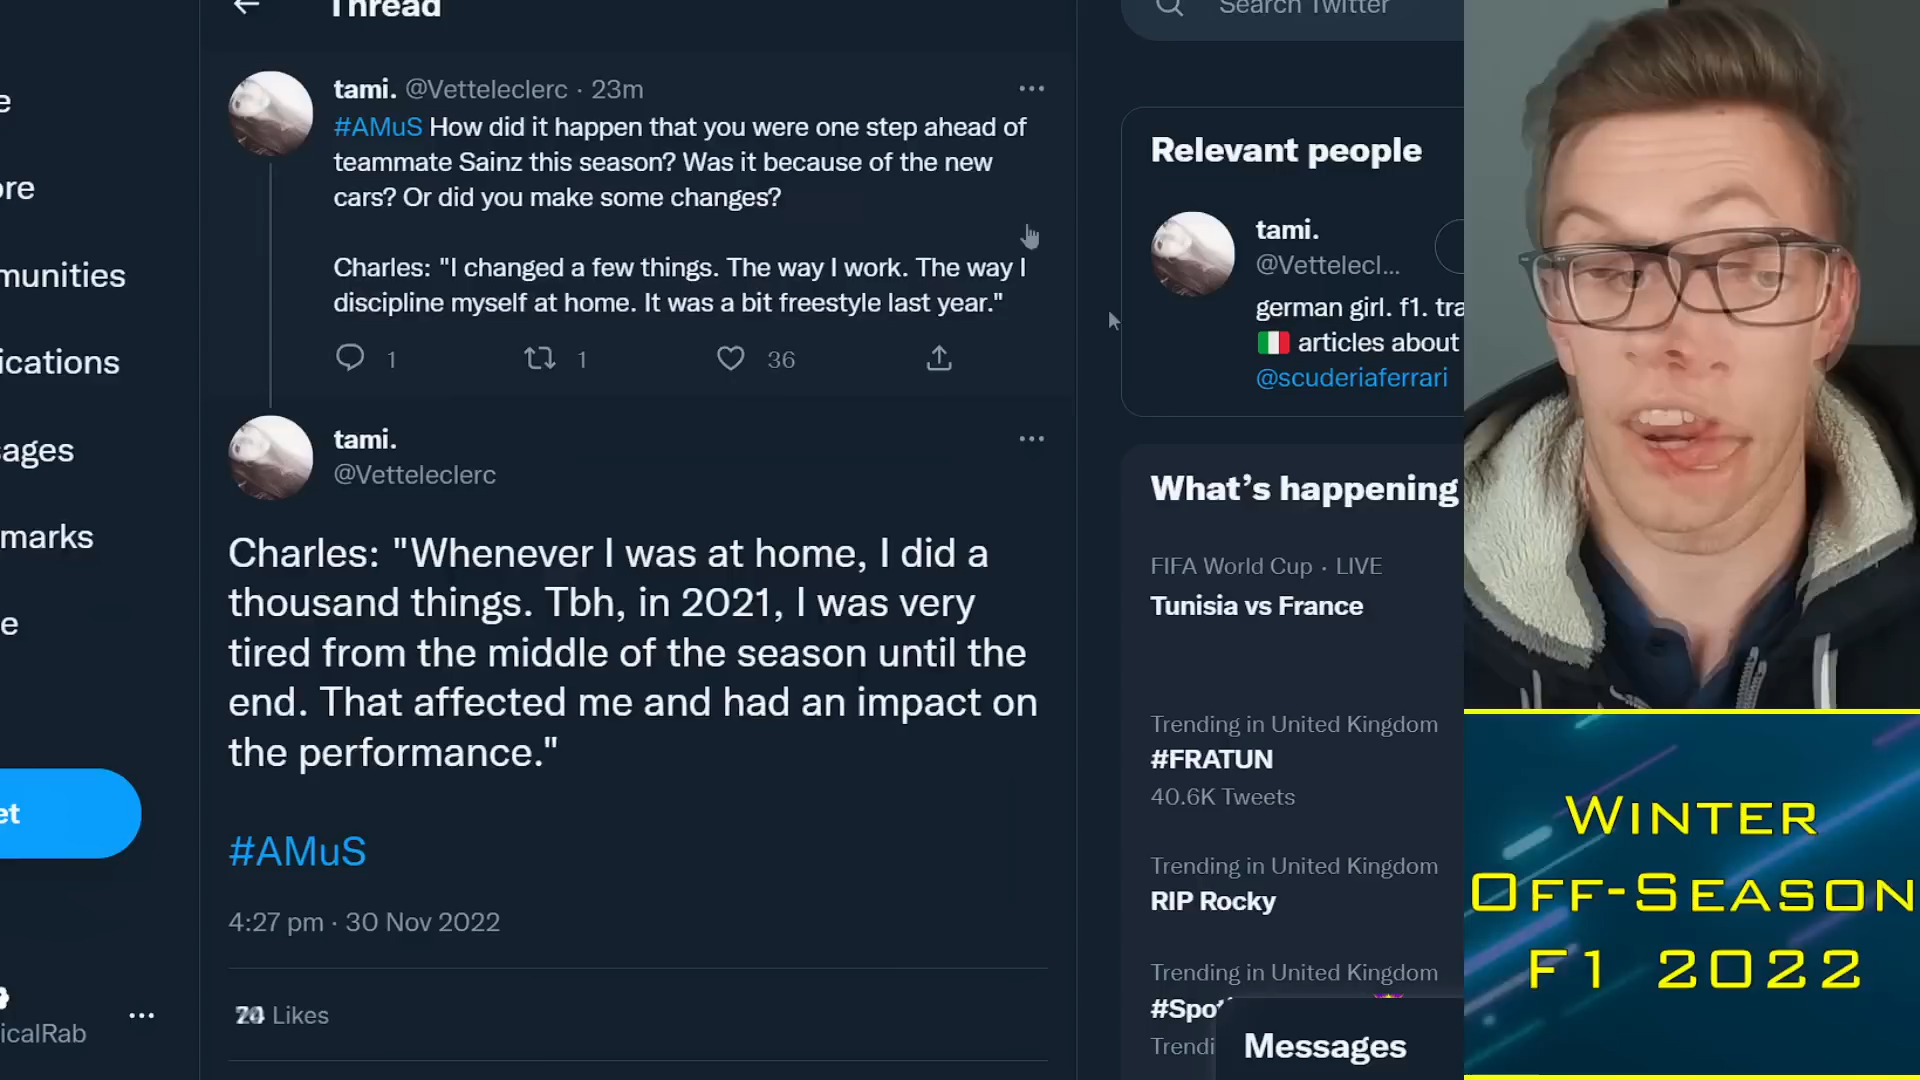 Thread
Search Twitter
e
ore
munities
ications
sages
marks
e
et
icalRab
tami. @Vetteleclerc · 23m
#AMuS How did it happen that you were one step ahead of
teammate Sainz this season? Was it because of the new
cars? Or did you make some changes?
Charles: "I changed a few things. The way I work. The way I
discipline myself at home. It was a bit freestyle last year."
1
1
36
tami.
@Vetteleclerc
Charles: "Whenever I was at home, I did a
thousand things. Tbh, in 2021, I was very
tired from the middle of the season until the
end. That affected me and had an impact on
the performance."
#AMuS
4:27 pm · 30 Nov 2022
Likes
Relevant people
tami.
@Vettelecl...
german girl. f1. tra
articles about
@scuderiaferrari
What's happening
FIFA World Cup · LIVE
Tunisia vs France
Trending in United Kingdom
#FRATUN
40.6K Tweets
Trending in United Kingdom
RIP Rocky
Trending in United Kingdom
#Spot
Trendi
Messages
WINTER
OFF-SEASON
F1 2022